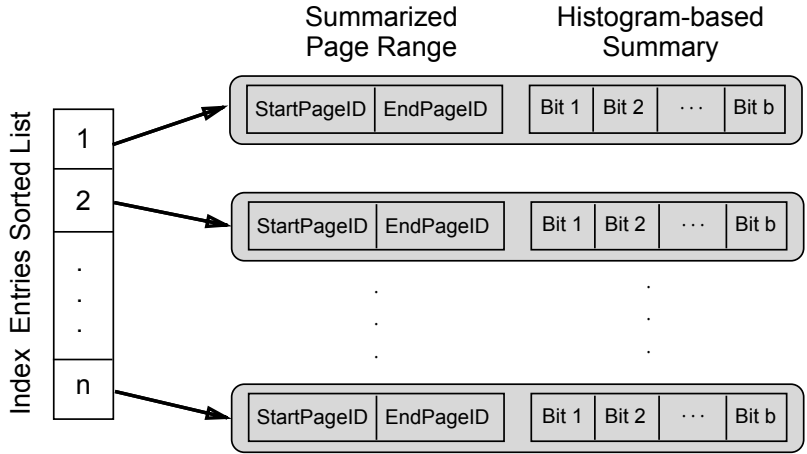 Summarized
Page Range
Histogram-based
Summary
Index Entries Sorted List
1
StartPageID EndPageID Bit 1 Bit 2 . . . Bit b
2
StartPageID EndPageID Bit 1 Bit 2 . . . Bit b
.
.
.
n
StartPageID EndPageID Bit 1 Bit 2 . . . Bit b